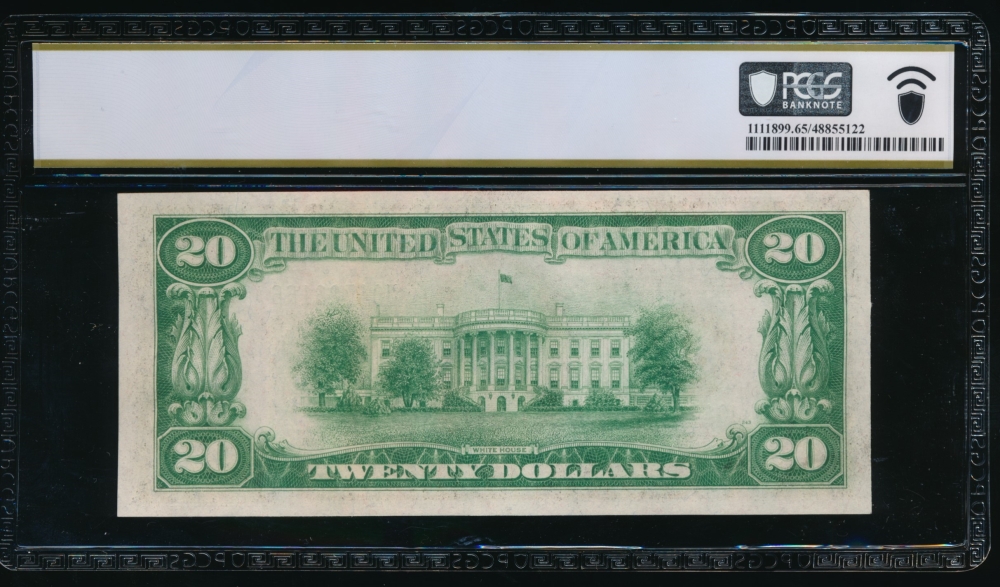 PCGS
BANKNOTE
1111899.65/48855122
20 THE UNITED STATES OF AMERICA 20
WHITE HOUSE
20 TWENTY DOLLARS 20